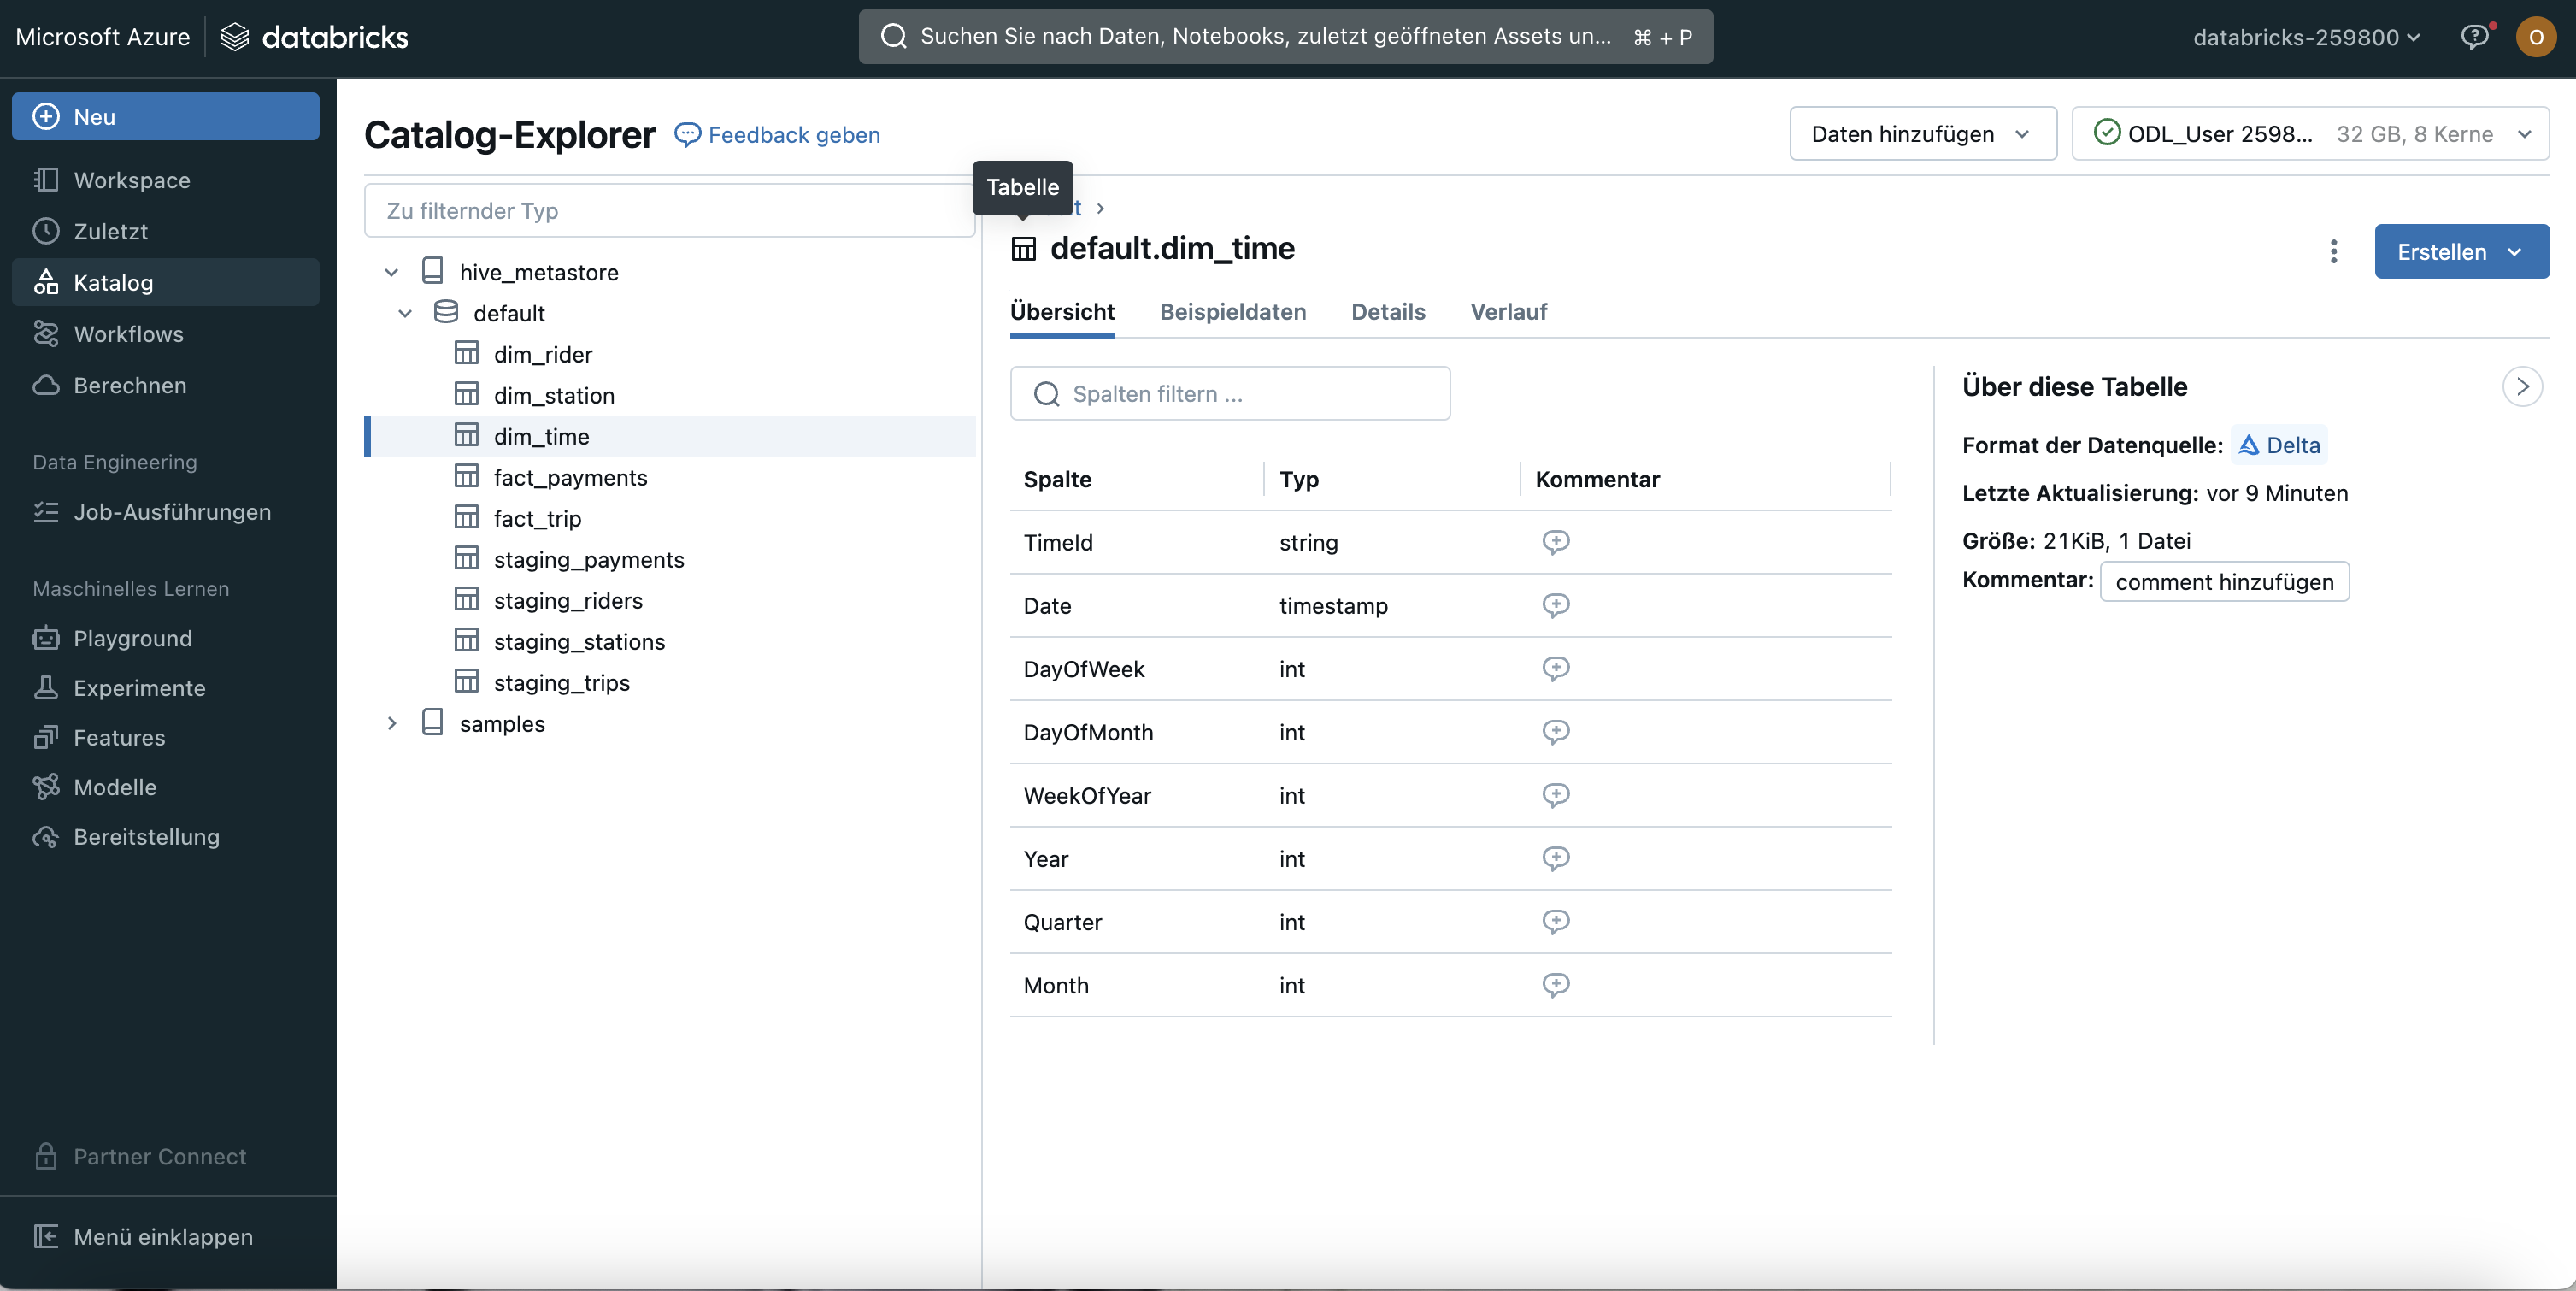 Microsoft Azure databricks
Suchen Sie nach Daten, Notebooks, zuletzt geöffneten Assets un... ⌘ + P
databricks-259800
O
Neu
Workspace
Zuletzt
Katalog
Workflows
Berechnen
Data Engineering
Job-Ausführungen
Maschinelles Lernen
Playground
Experimente
Features
Modelle
Bereitstellung
Partner Connect
Menü einklappen
Catalog-Explorer
Feedback geben
Daten hinzufügen
ODL_User 2598... 32 GB, 8 Kerne
Zu filternder Typ
hive_metastore
default
dim_rider
dim_station
dim_time
fact_payments
fact_trip
staging_payments
staging_riders
staging_stations
staging_trips
samples
Tabelle
default.dim_time
Erstellen
Übersicht Beispieldaten Details Verlauf
Spalten filtern ...
Spalte Typ Kommentar
TimeId string
Date timestamp
DayOfWeek int
DayOfMonth int
WeekOfYear int
Year int
Quarter int
Month int
Über diese Tabelle
Format der Datenquelle: Delta
Letzte Aktualisierung: vor 9 Minuten
Größe: 21KiB, 1 Datei
Kommentar: comment hinzufügen